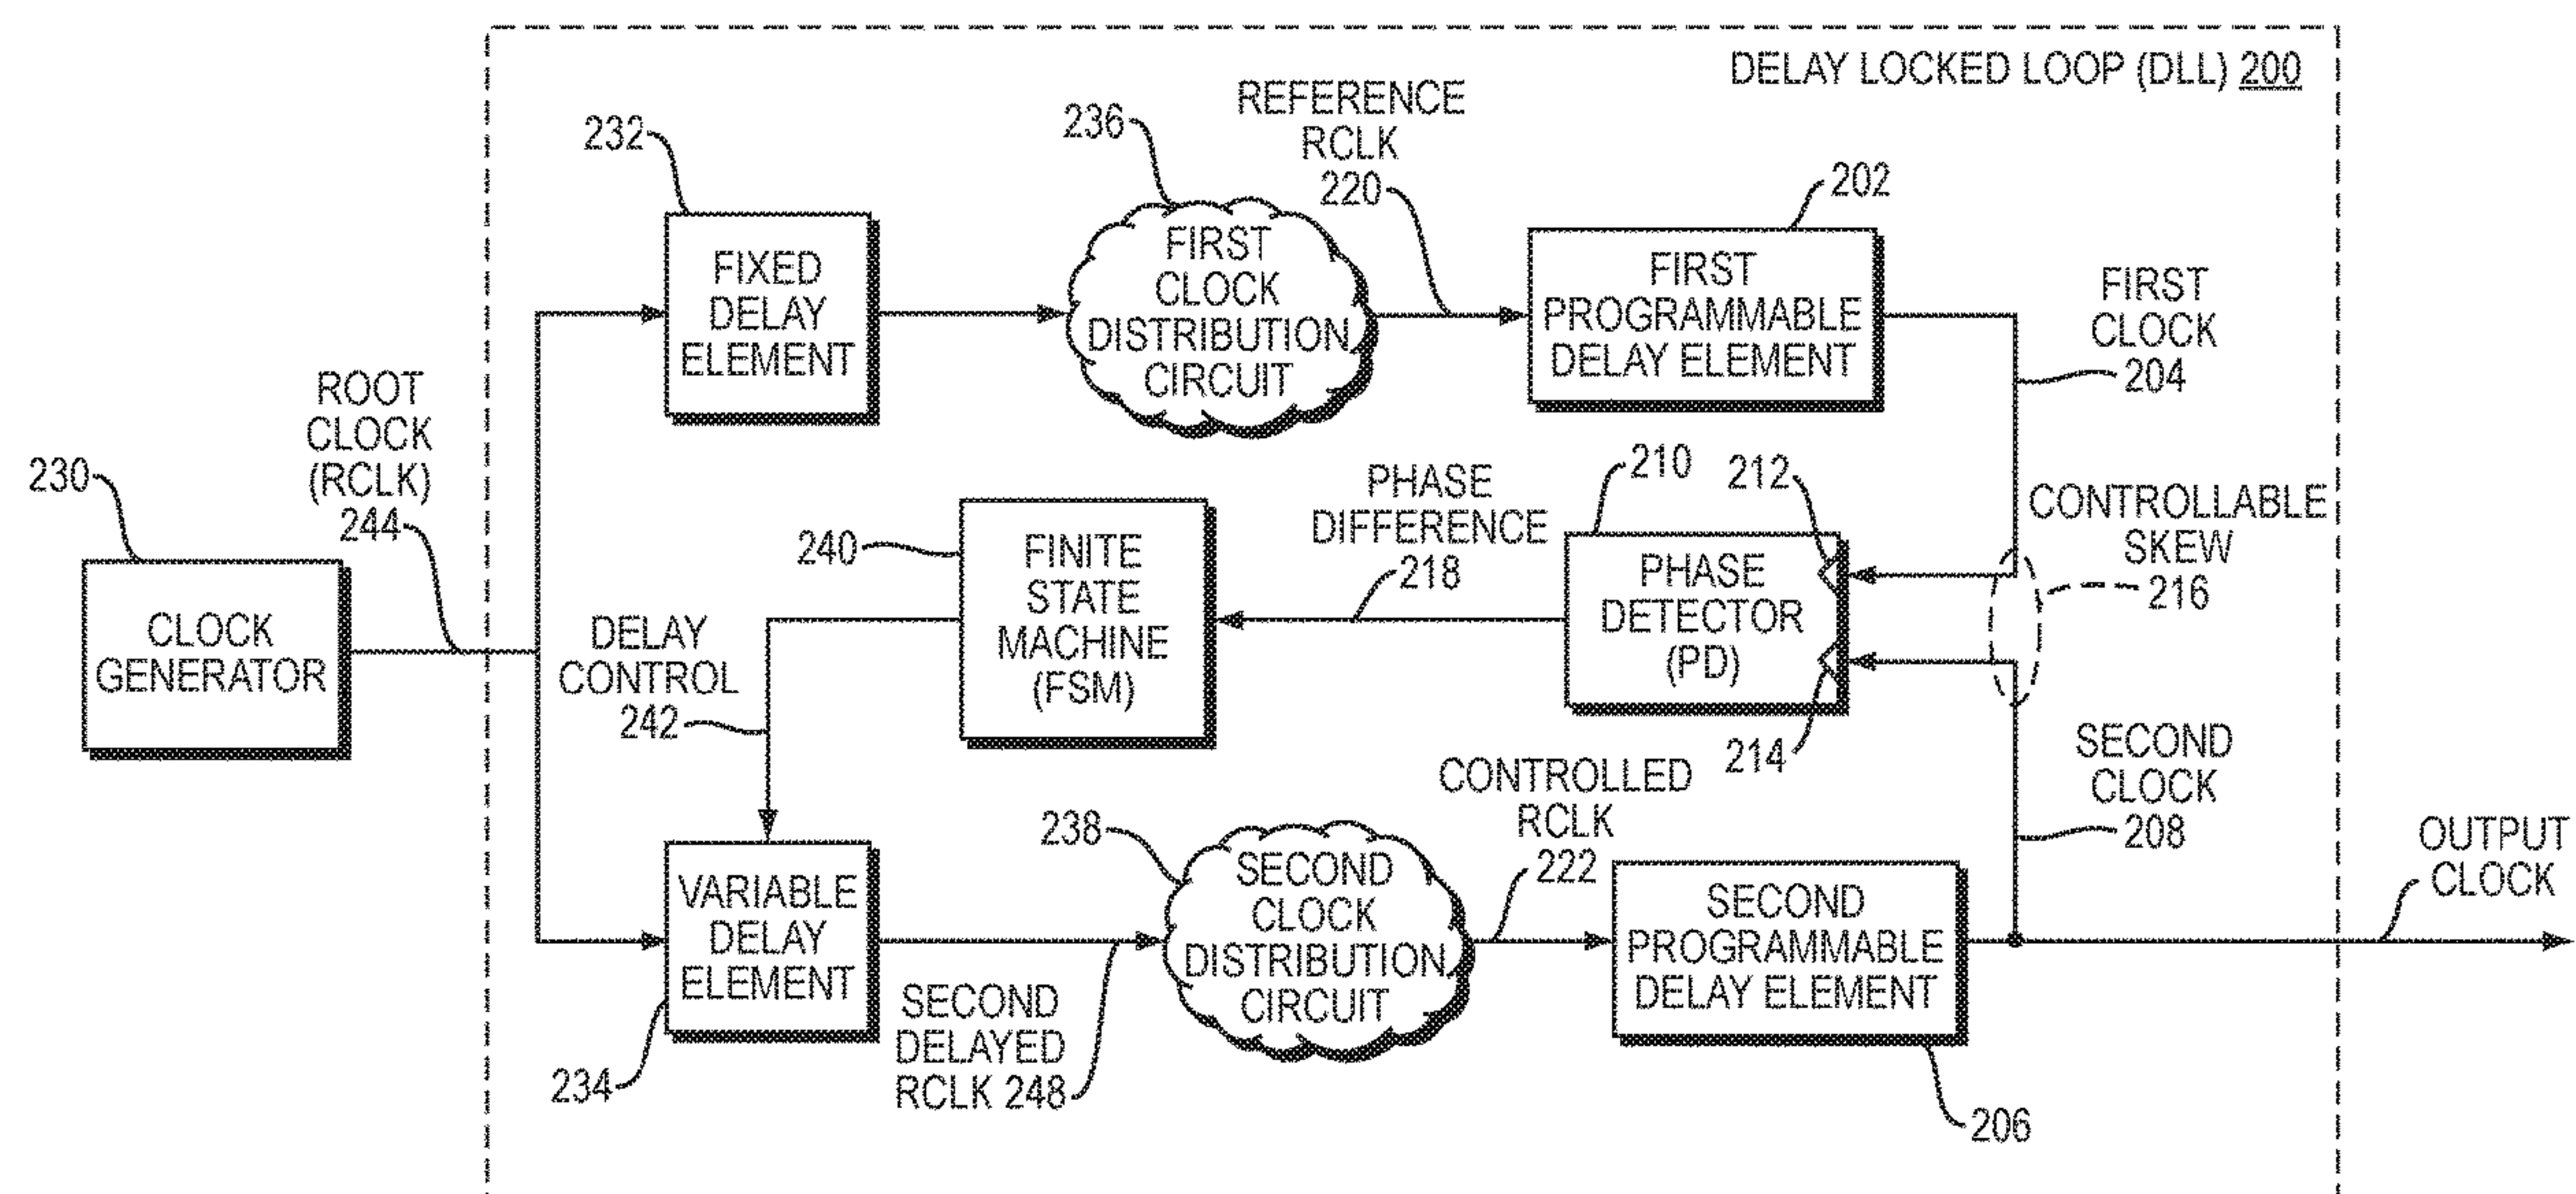 DELAY LOCKED LOOP (DLL) 200
232
236
REFERENCE
RCLK
220
202
FIXED
DELAY
ELEMENT
FIRST
CLOCK
DISTRIBUTION
CIRCUIT
FIRST
PROGRAMMABLE
DELAY ELEMENT
FIRST
CLOCK
204
ROOT
CLOCK
(RCLK)
244
230
CLOCK
GENERATOR
240
FINITE
STATE
MACHINE
(FSM)
PHASE
DIFFERENCE
218
210
212
PHASE
DETECTOR
(PD)
214
CONTROLLABLE
SKEW
216
DELAY
CONTROL
242
SECOND
CLOCK
208
VARIABLE
DELAY
ELEMENT
234
SECOND
DELAYED
RCLK 248
238
SECOND
CLOCK
DISTRIBUTION
CIRCUIT
CONTROLLED
RCLK
222
SECOND
PROGRAMMABLE
DELAY ELEMENT
206
OUTPUT
CLOCK